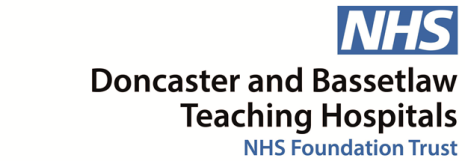 NHS
Doncaster and Bassetlaw
Teaching Hospitals
NHS Foundation Trust